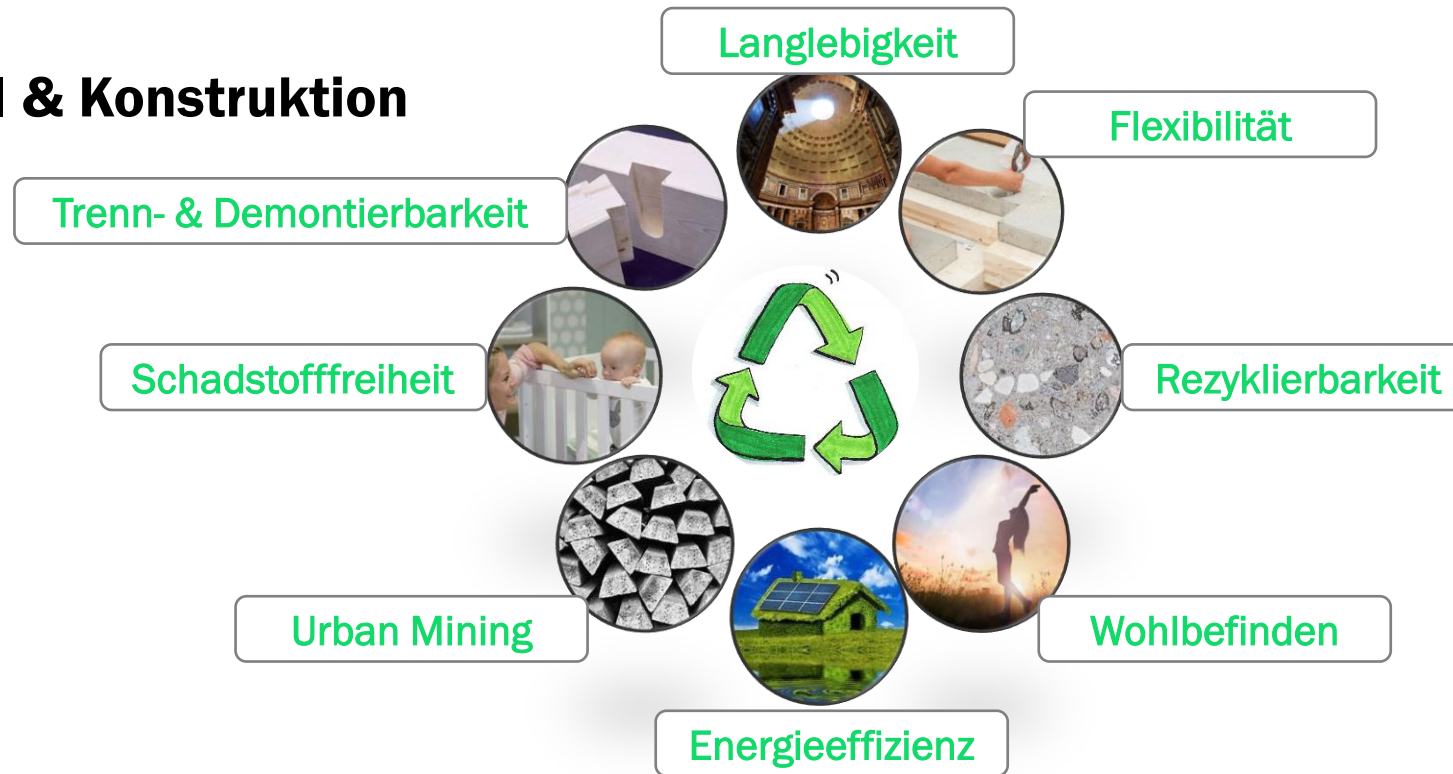 Langlebigkeit
& Konstruktion
Flexibilität
Trenn- & Demontierbarkeit
Schadstofffreiheit
Rezyklierbarkeit
Urban Mining
Wohlbefinden
Energieeffizienz